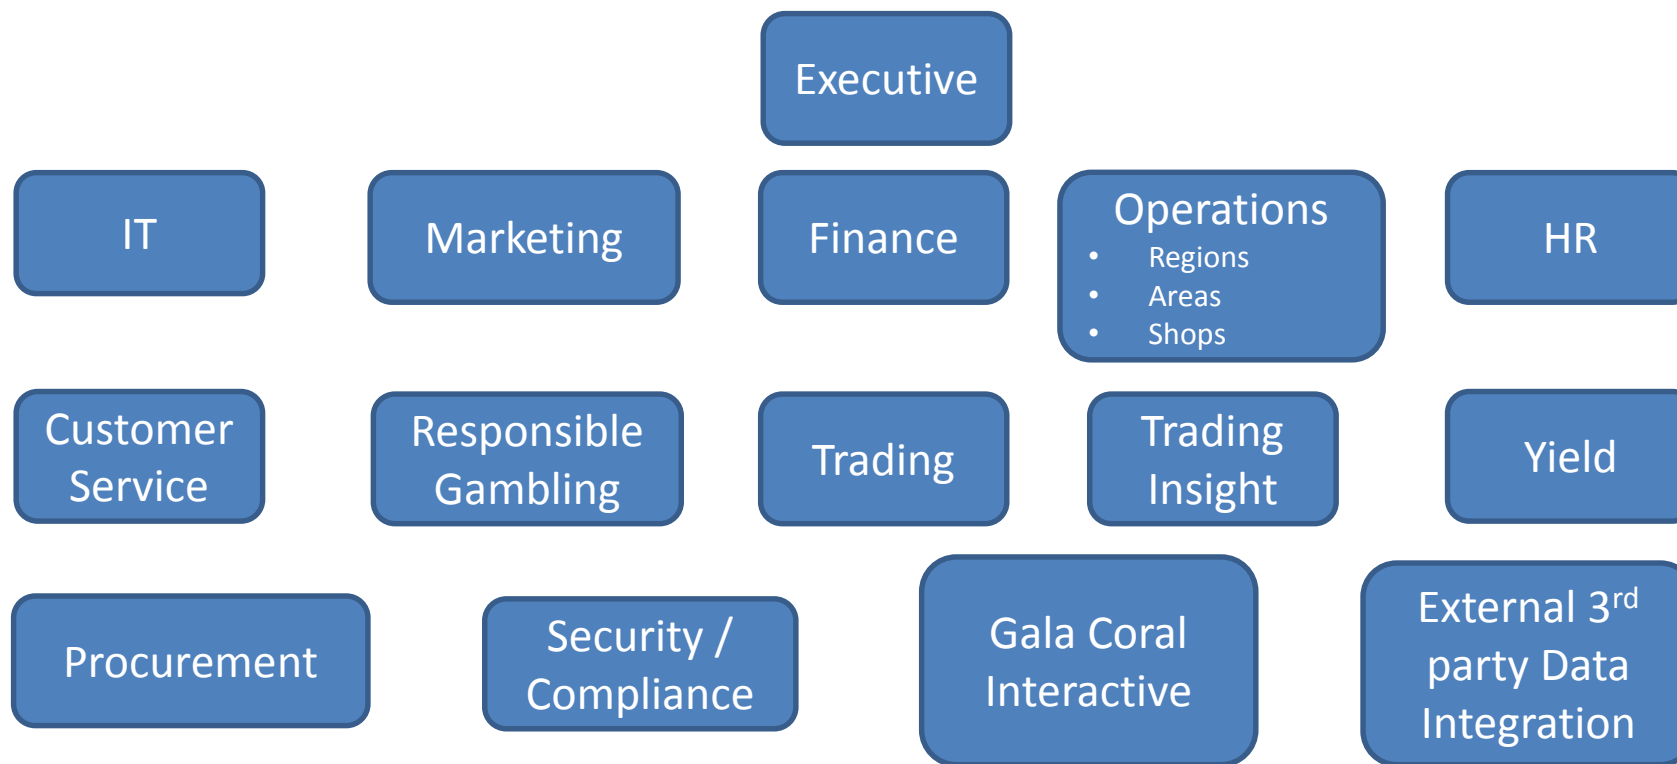 Executive
IT
Marketing
Finance
Operations
• Regions
• Areas
• Shops
HR
Customer
Service
Responsible
Gambling
Trading
Trading
Insight
Yield
Procurement
Security /
Compliance
Gala Coral
Interactive
External 3rd
party Data
Integration